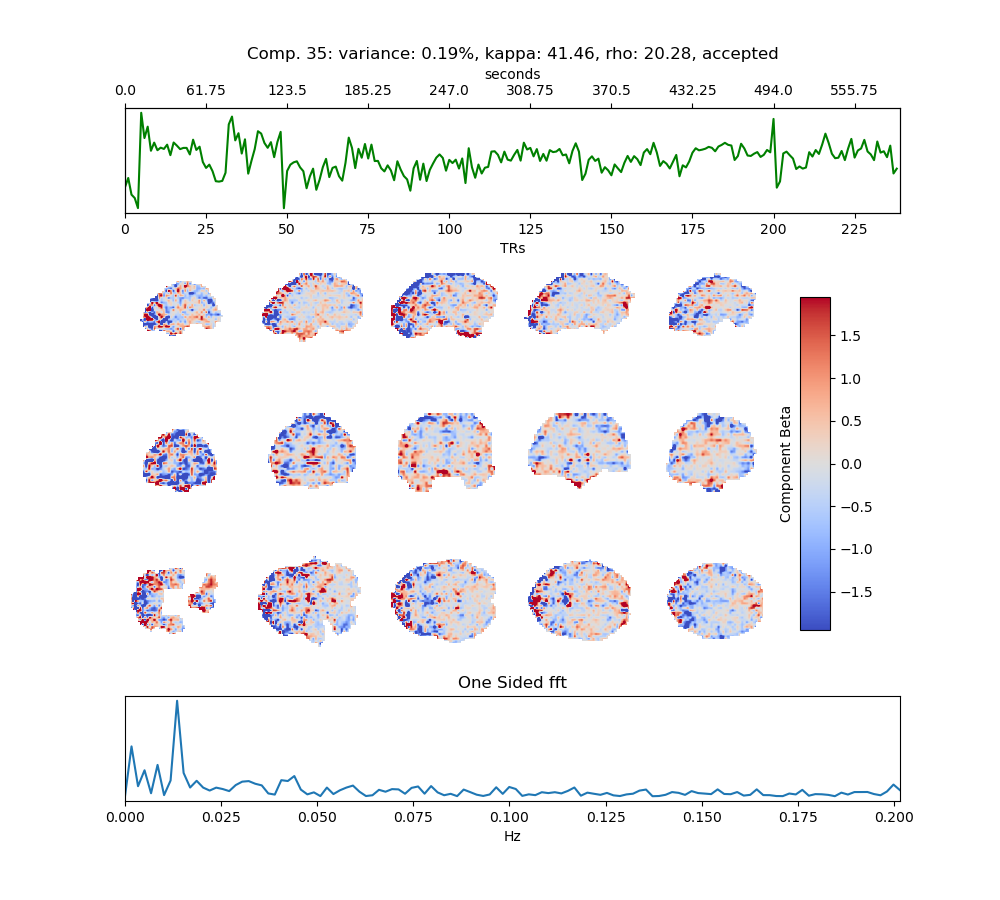 Comp. 35: variance: 0.19%, kappa: 41.46, rho: 20.28, accepted
seconds
0.0 61.75 123.5 185.25 247.0 308.75 370.5 432.25 494.0 555.75
0 25 50 75 100 125 150 175 200 225
TRs
1.5
1.0
0.5
0.0
−0.5
−1.0
−1.5
Component Beta
One Sided fft
0.000 0.025 0.050 0.075 0.100 0.125 0.150 0.175 0.200
Hz